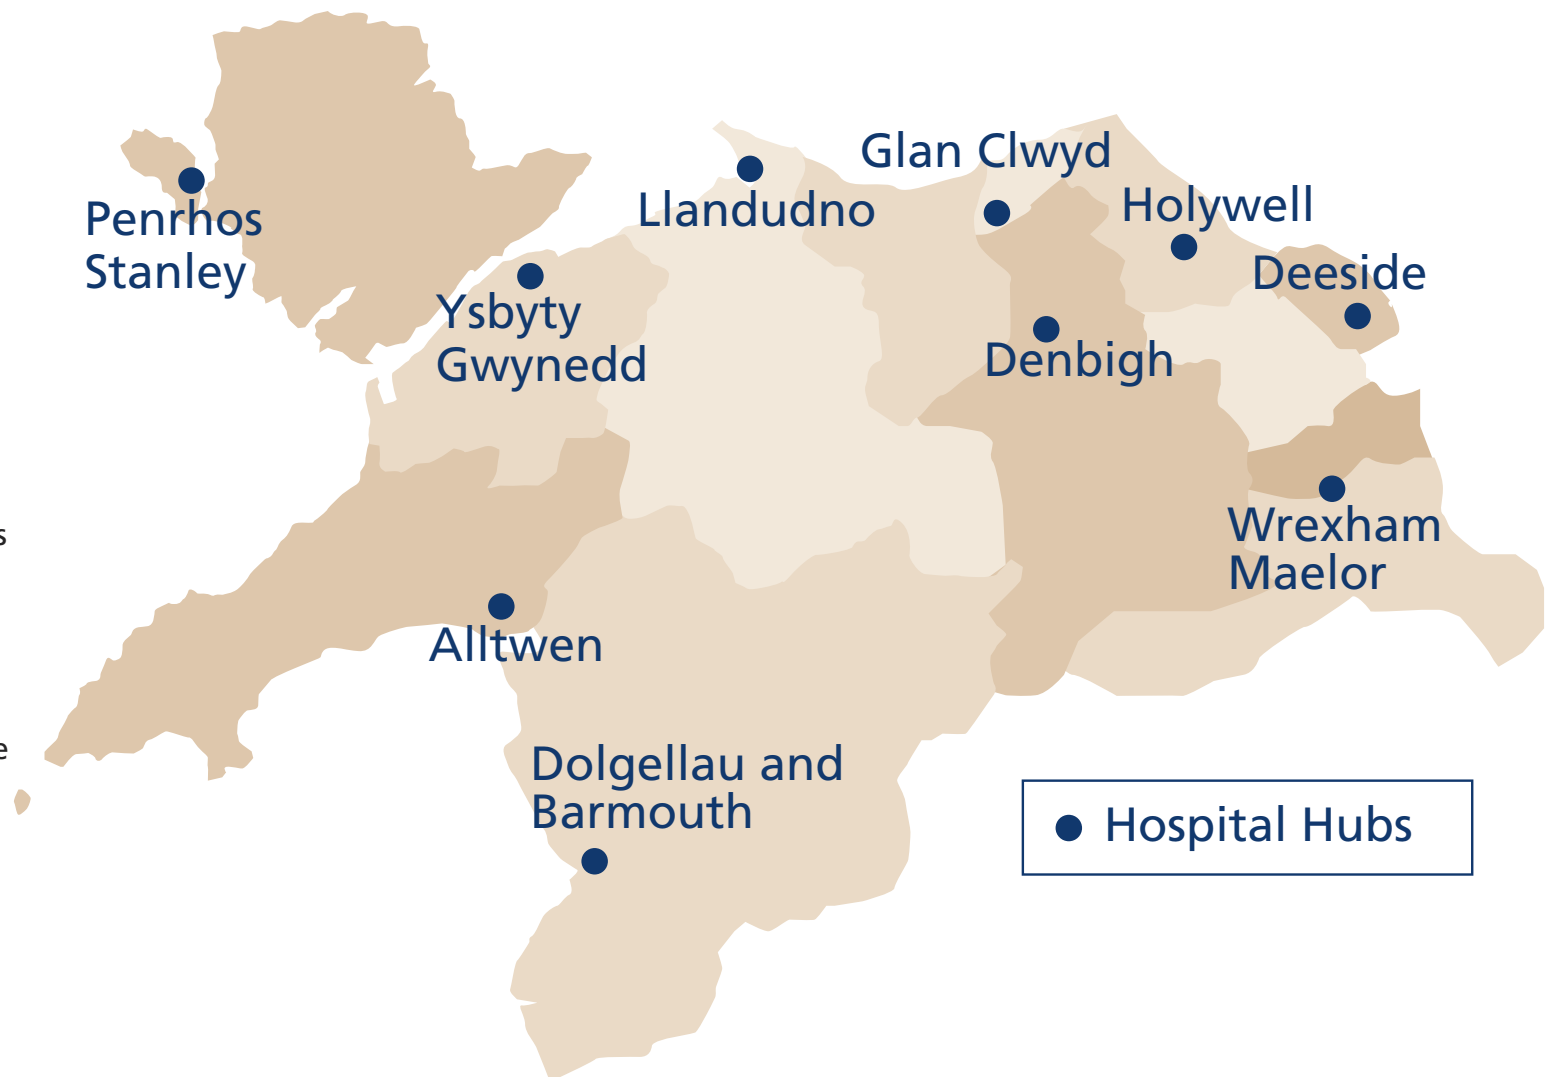 Glan Clwyd
Holywell
Llandudno
Penrhos
Stanley
Deeside
Ysbyty
Gwynedd
Denbigh
s
Wrexham
Maelor
Alltwen
e
Dolgellau and
Barmouth
Hospital Hubs